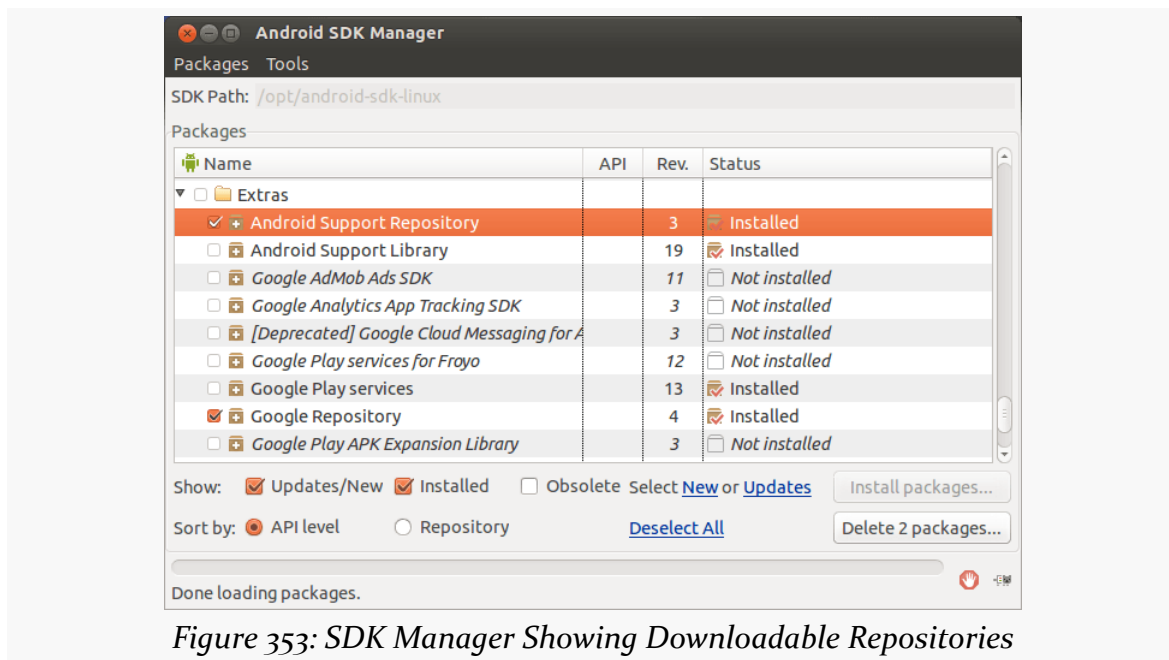 Android SDK Manager
Packages Tools
SDK Path: /opt/android-sdk-linux
Packages
Name API Rev. Status
Extras
Android Support Repository 3 Installed
Android Support Library 19 Installed
Google AdMob Ads SDK 11 Not installed
Google Analytics App Tracking SDK 3 Not installed
[Deprecated] Google Cloud Messaging for A 3 Not installed
Google Play services for Froyo 12 Not installed
Google Play services 13 Installed
Google Repository 4 Installed
Google Play APK Expansion Library 3 Not installed
Show: Updates/New Installed Obsolete Select New or Updates Install packages...
Sort by: API level Repository Deselect All Delete 2 packages...
Done loading packages.
Figure 353: SDK Manager Showing Downloadable Repositories